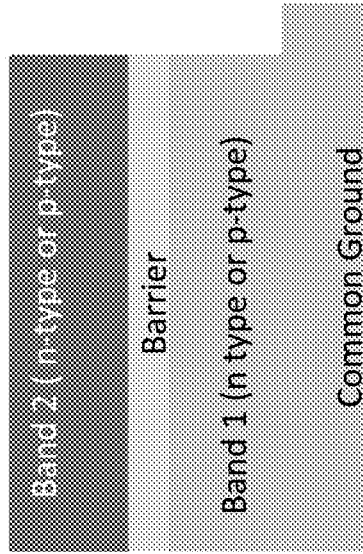 Band 2 ( n-type or p-type)
Barrier
Band 1 (n type or p-type)
Common Ground